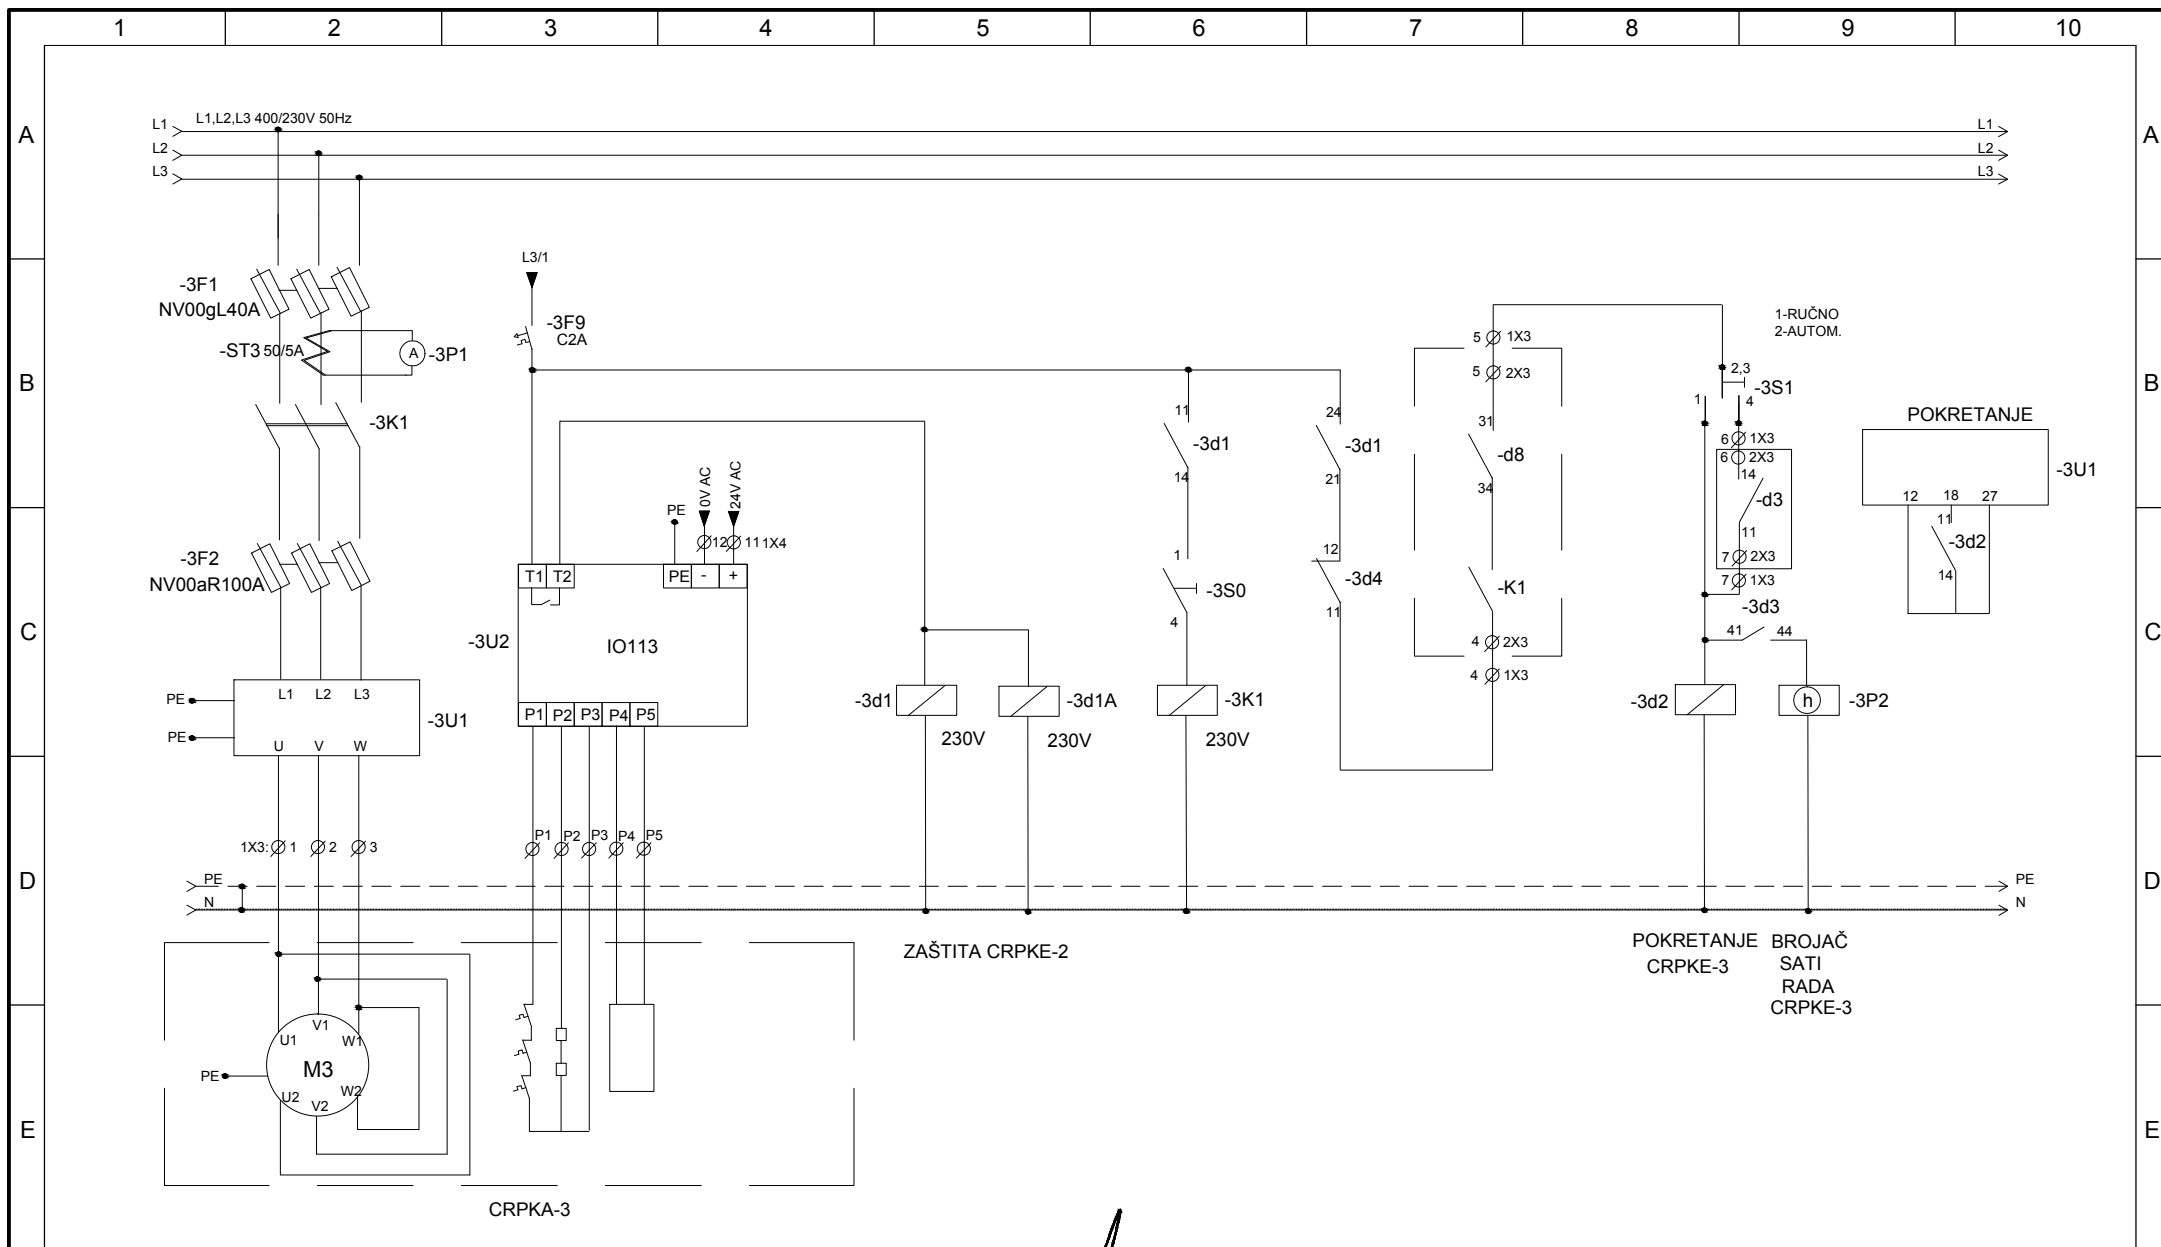 1 2 3 4 5 6 7 8 9 10
A A
L1 L1,L2,L3 400/230V 50Hz L1
L2 L2
L3 L3
L3/1
-3F1
NV00gL40A
-3F9
C2A
-ST3 50/5A
A -3P1
5 1X3
1-RUČNO
2-AUTOM.
B B
5 2X3
2,3
-3S1
1 4
-3K1
11
-3d1
14
24
-3d1
21
31
-d8
34
6 1X3
6 2X3
14
-d3
11
7 2X3
7 1X3
POKRETANJE
-3U1
12 18 27
11
-3d2
14
0V AC
24V AC
PE
12 11 1X4
-3F2
NV00aR100A
T1 T2 PE - +
1
-3S0
4
12
-3d4
11
-K1
-3d3
41 44
C C
-3U2
IO113
4 2X3
4 1X3
PE
L1 L2 L3
-3U1
PE
U V W
P1 P2 P3 P4 P5
-3d1
230V
-3d1A
230V
-3K1
230V
-3d2
h -3P2
1X3: 1 2 3
P1 P2 P3 P4 P5
D D
PE PE
N N
ZAŠTITA CRPKE-2
POKRETANJE
CRPKE-3
BROJAČ
SATI
RADA
CRPKE-3
U1 V1 W1
M3
PE
U2 V2 W2
E E
CRPKA-3